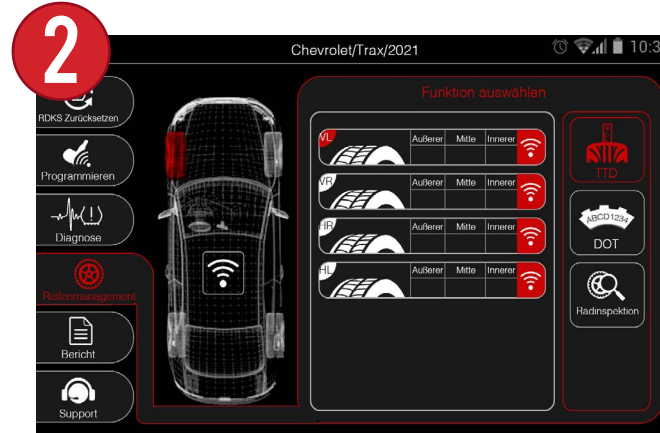 2
Chevrolet/Trax/2021
10:3
RDKS Zurücksetzen
Programmieren
Diagnose
Reifenmanagement
Bericht
Support
Funktion auswählen
VL Außerer Mitte Innerer
VR Außerer Mitte Innerer
HR Außerer Mitte Innerer
HL Außerer Mitte Innerer
TTD
ABCD1234
DOT
Radinspektion